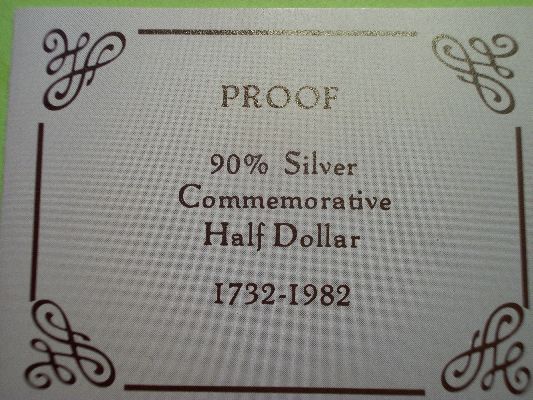 PROOF
90% Silver
Commemorative
Half Dollar
1732-1982